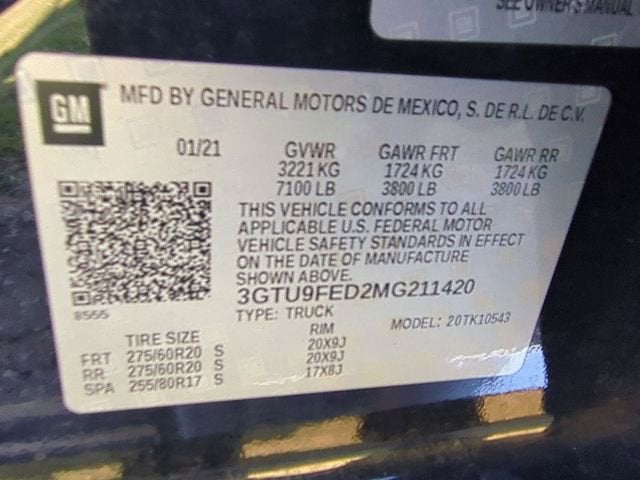 SEE OWNER'S MANUAL
GM
MFD BY GENERAL MOTORS DE MEXICO, S. DE R.L. DE C.V.
01/21 GVWR GAWR FRT GAWR RR
3221 KG 1724 KG 1724 KG
7100 LB 3800 LB 3800 LB
THIS VEHICLE CONFORMS TO ALL
APPLICABLE U.S. FEDERAL MOTOR
VEHICLE SAFETY STANDARDS IN EFFECT
ON THE DATE OF MANUFACTURE
SHOWN ABOVE.
3GTU9FED2MG211420
8555
TYPE: TRUCK MODEL: 20TK10543
TIRE SIZE RIM
FRT 275/60R20 S 20X9J
RR 275/60R20 S 20X9J
SPA 255/80R17 S 17X8J